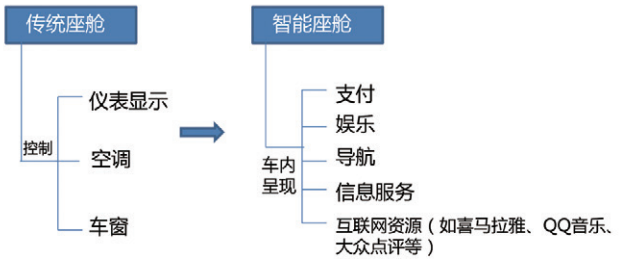 传统座舱
控制
仪表显示
空调
车窗
智能座舱
车内
呈现
支付
娱乐
导航
信息服务
互联网资源（如喜马拉雅、QQ音乐、
大众点评等）